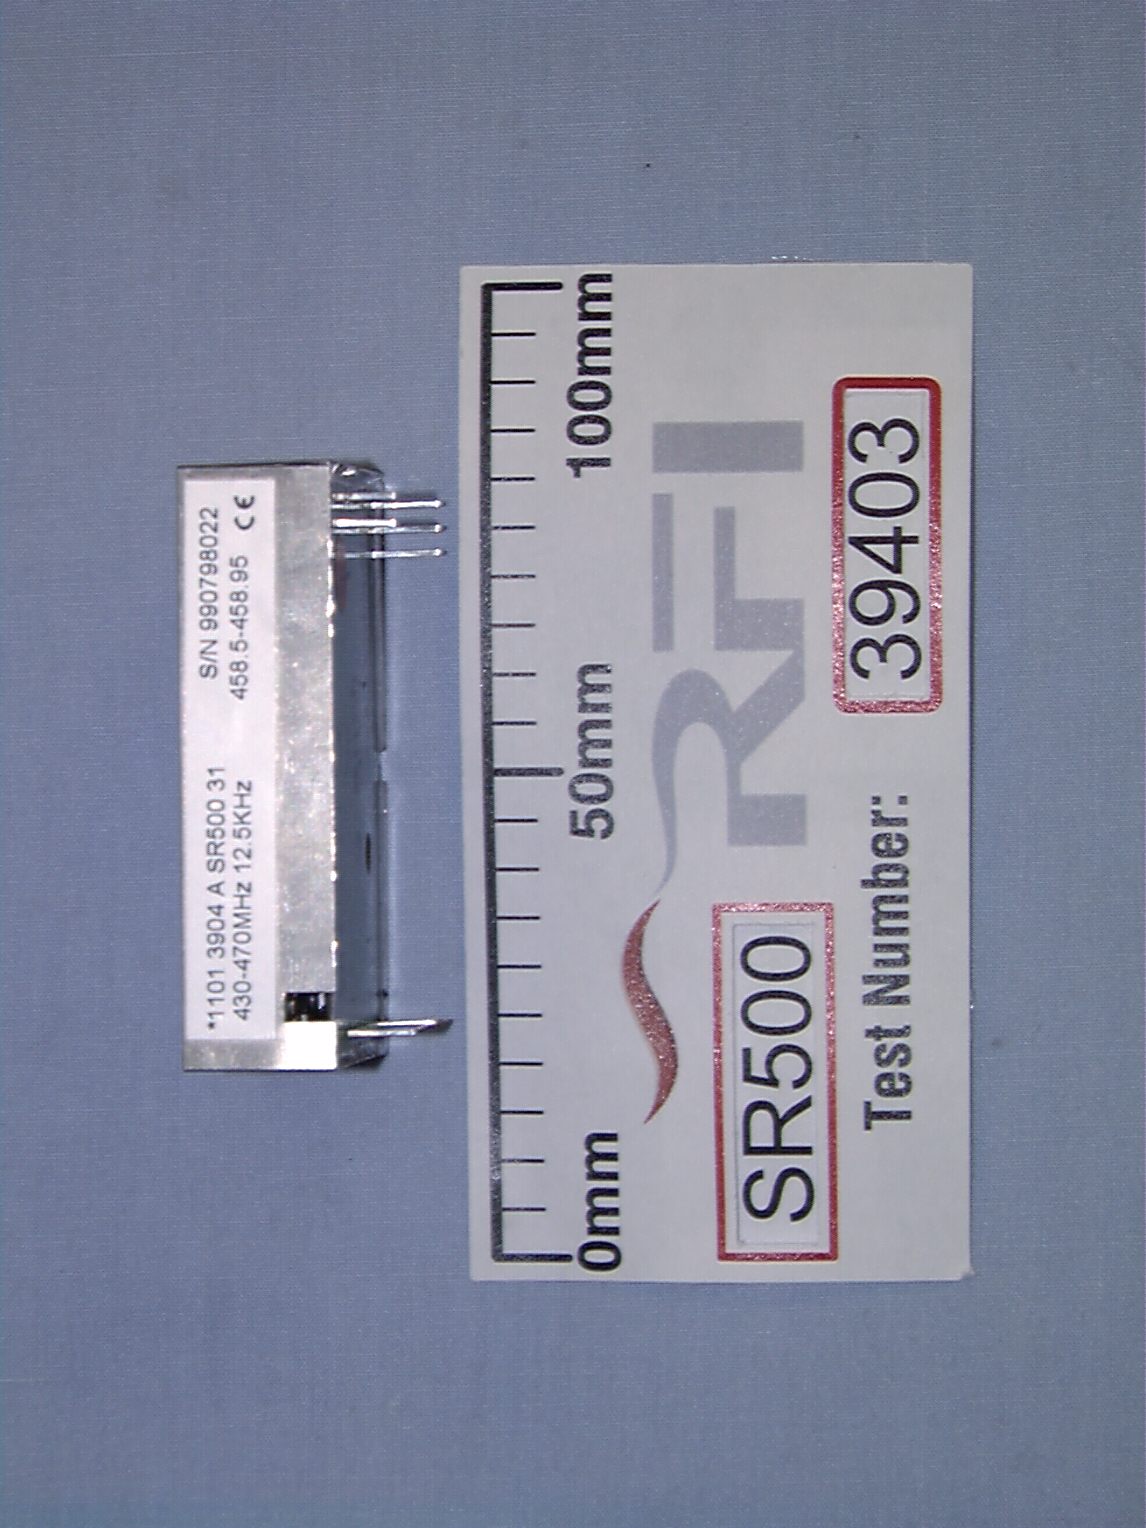 *1101 3904 A SR500 31 S/N 990798022
430-470MHz 12.5KHz 458.5-458.95 CE
0mm 50mm 100mm
RFI
SR500
Test Number: 39403